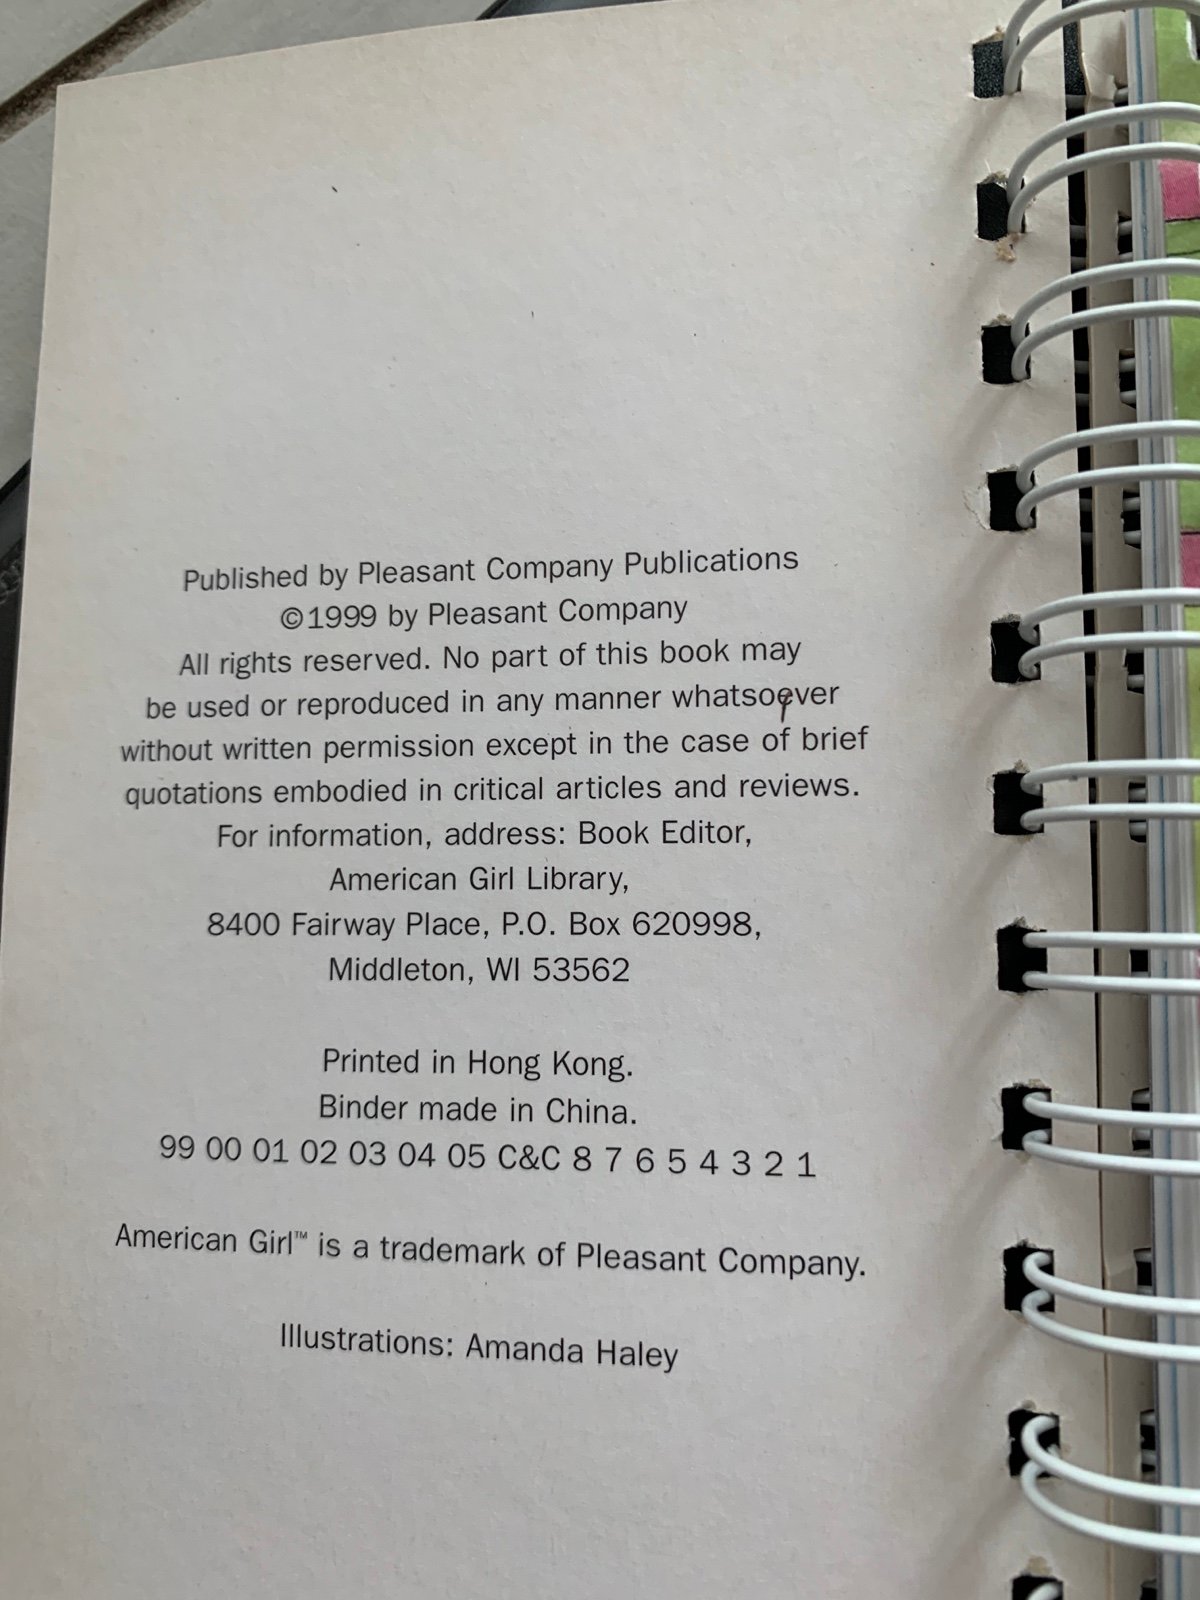 Published by Pleasant Company Publications
©1999 by Pleasant Company
All rights reserved. No part of this book may
be used or reproduced in any manner whatsoever
without written permission except in the case of brief
quotations embodied in critical articles and reviews.
For information, address: Book Editor,
American Girl Library,
8400 Fairway Place, P.O. Box 620998,
Middleton, WI 53562
Printed in Hong Kong.
Binder made in China.
99 00 01 02 03 04 05 C&C 8 7 6 5 4 3 2 1
American Girl™ is a trademark of Pleasant Company.
Illustrations: Amanda Haley